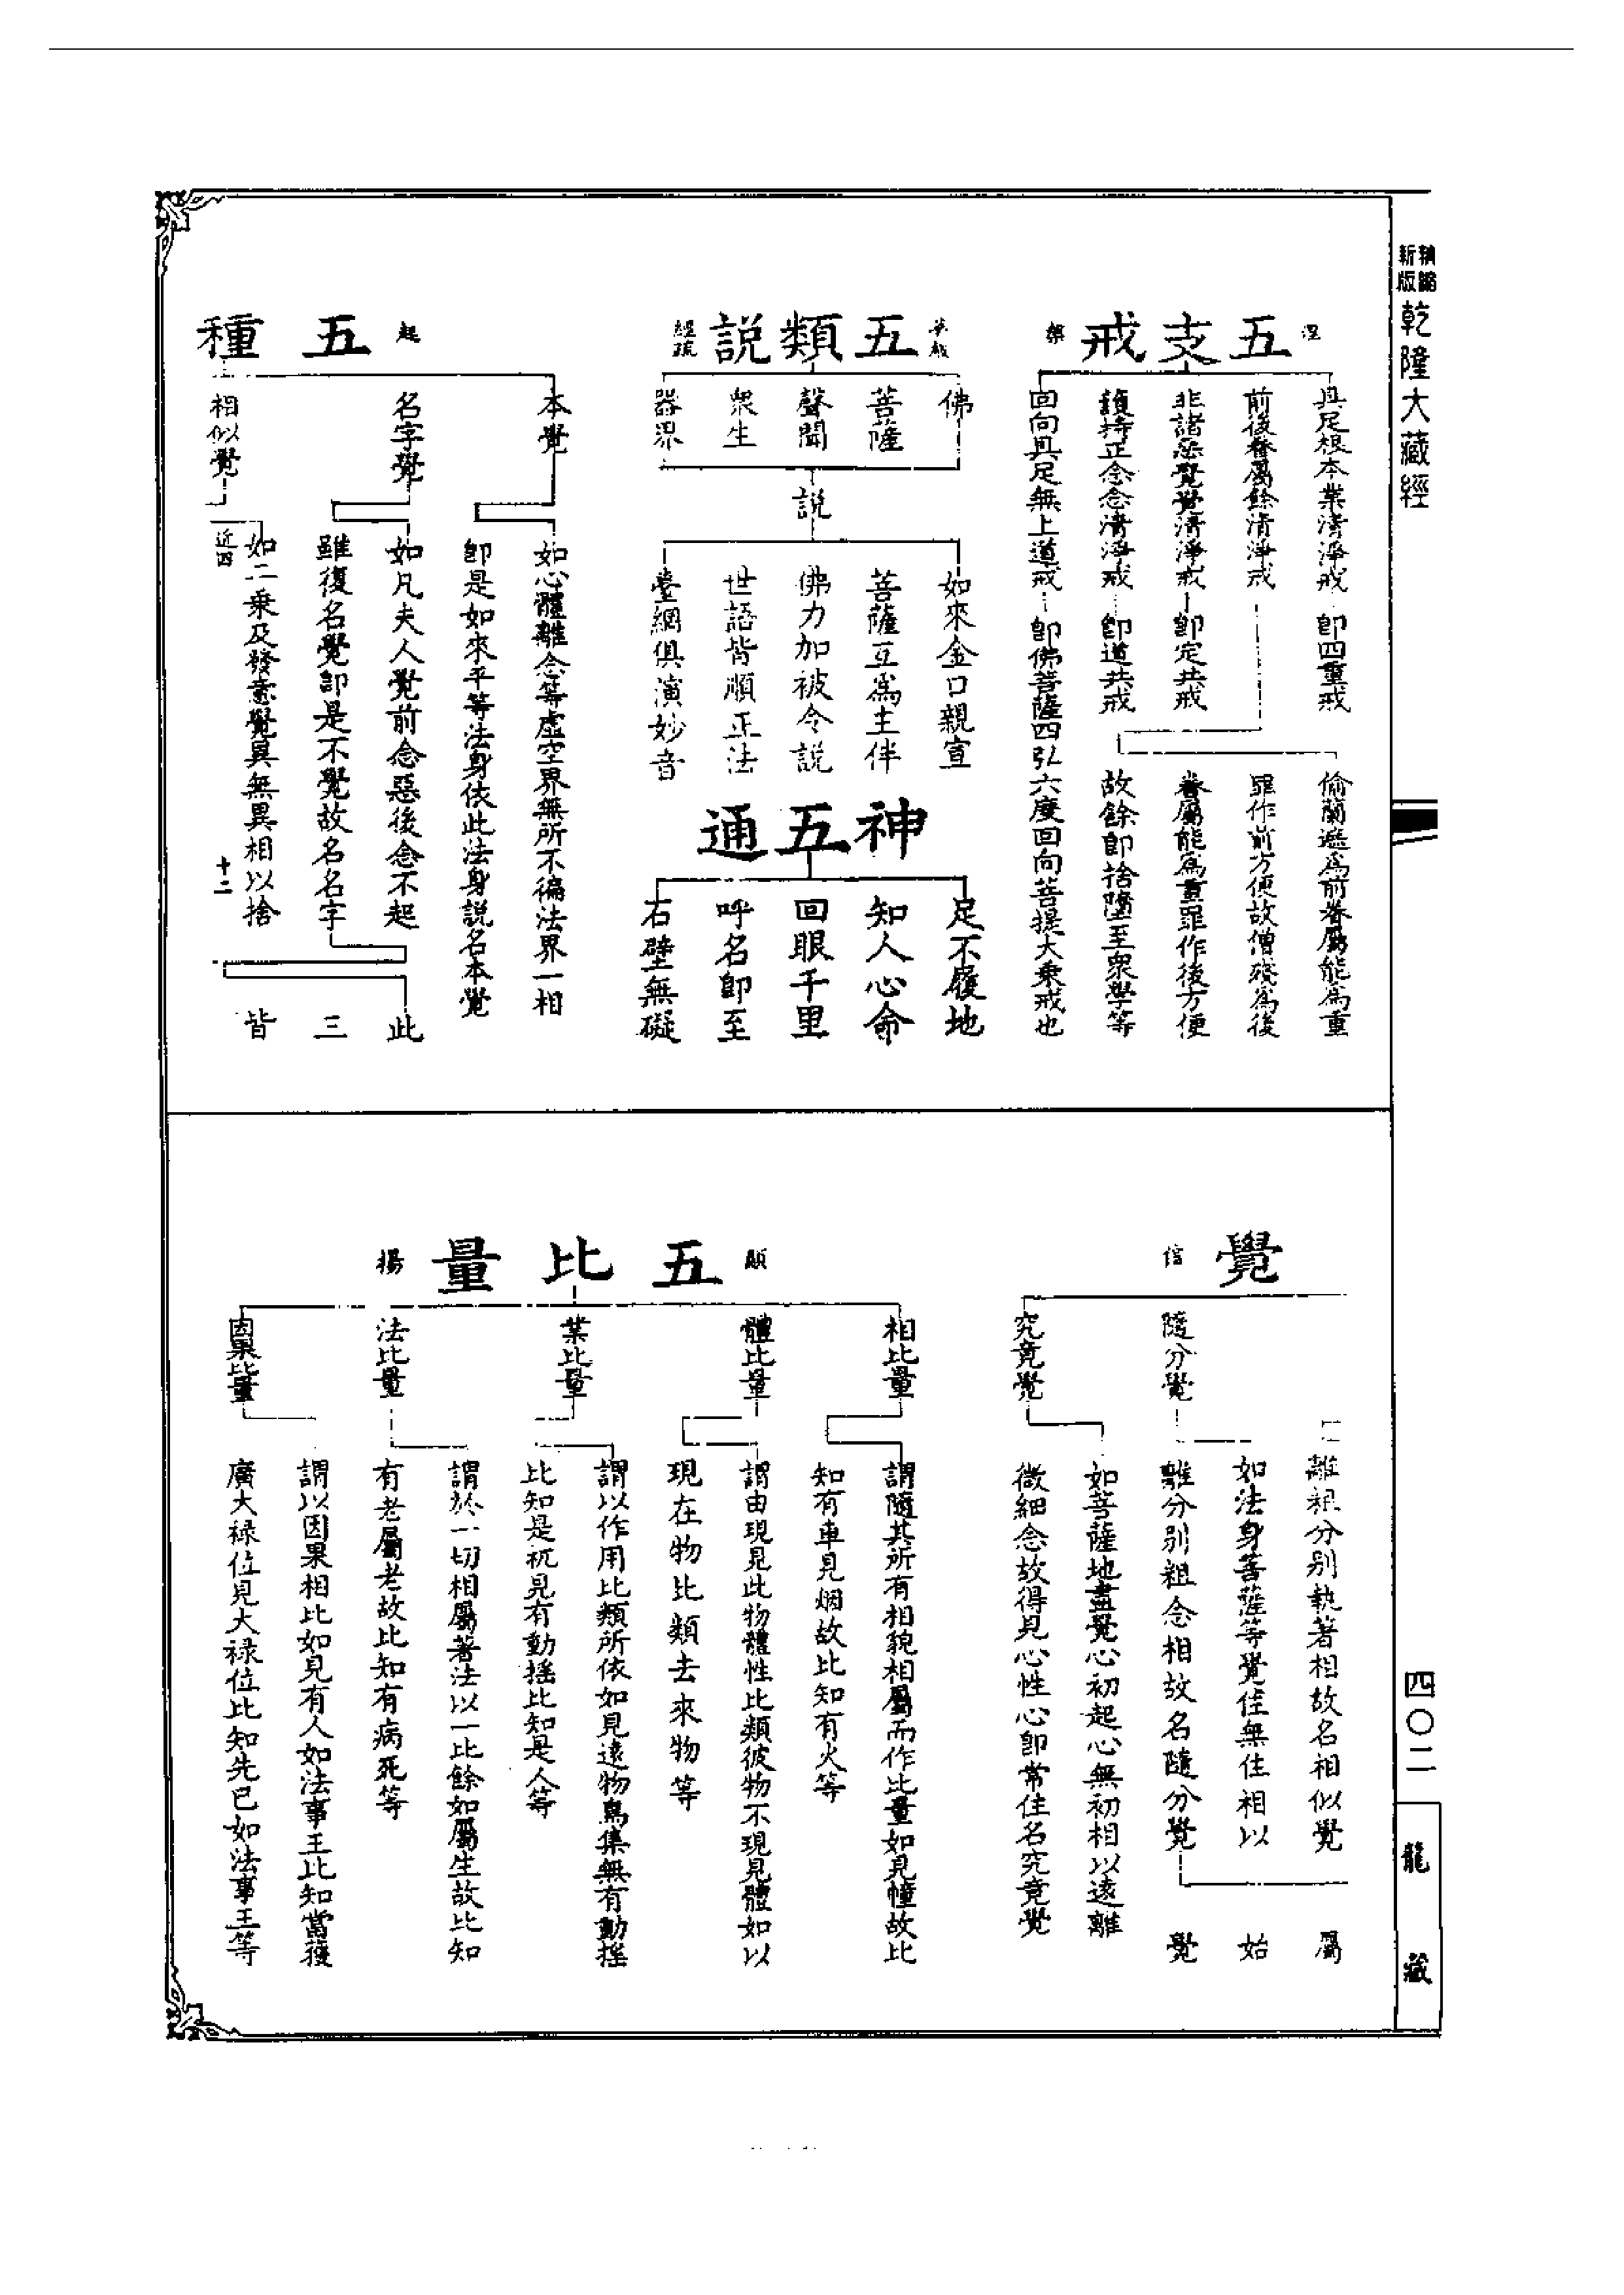 精縮
新版
乾隆大藏經
涅
五支戒
槃
具足根本業清淨戒
即四重戒
前後眷屬餘清淨戒
偷蘭遮爲前眷屬能爲重
罪作前方便故僧殘爲後
眷屬能爲重罪作後方便
故餘即捨墮至衆學等
非諸惡覺覺清淨戒
即定共戒
護持正念念清淨戒
即道共戒
回向具足無上道戒
即佛菩薩四弘六度回向菩提大乘戒也
華嚴
五類説
經疏
佛
菩薩
聲聞
衆生
器界
説
如來金口親宣
菩薩互爲主伴
佛力加被令説
世語皆順正法
臺網俱演妙音
神五通
足不履地
知人心命
回眼千里
呼名即至
石壁無礙
起
五種
本覺
如心體離念等虛空界無所不徧法界一相
即是如來平等法身依此法身説名本覺
名字覺
如凡夫人覺前念惡後念不起
雖復名覺即是不覺故名名字
相似覺
如二乘及發意覺異無異相以捨
此
三
皆
近四
十二
覺
信
離粗分別執著相故名相似覺
隨分覺
如法身菩薩等覺住無住相以
離分別粗念相故名隨分覺
屬
始
覺
究竟覺
如菩薩地盡覺心初起心無初相以遠離
微細念故得見心性心即常住名究竟覺
顯
五比量
揚
相比量
謂隨其所有相貌相屬而作比量如見幢故比
知有車見烟故比知有火等
體比量
謂由現見此物體性比類彼物不現見體如以
現在物比類去來物等
業比量
謂以作用比類所依如見遠物鳥集無有動搖
比知是杌見有動搖比知是人等
法比量
謂於一切相屬著法以一比餘如屬生故比知
有老屬老故比知有病死等
因果比量
謂以因果相比如見有人如法事王比知當獲
廣大禄位見大禄位比知先已如法事王等
四〇二
龍藏